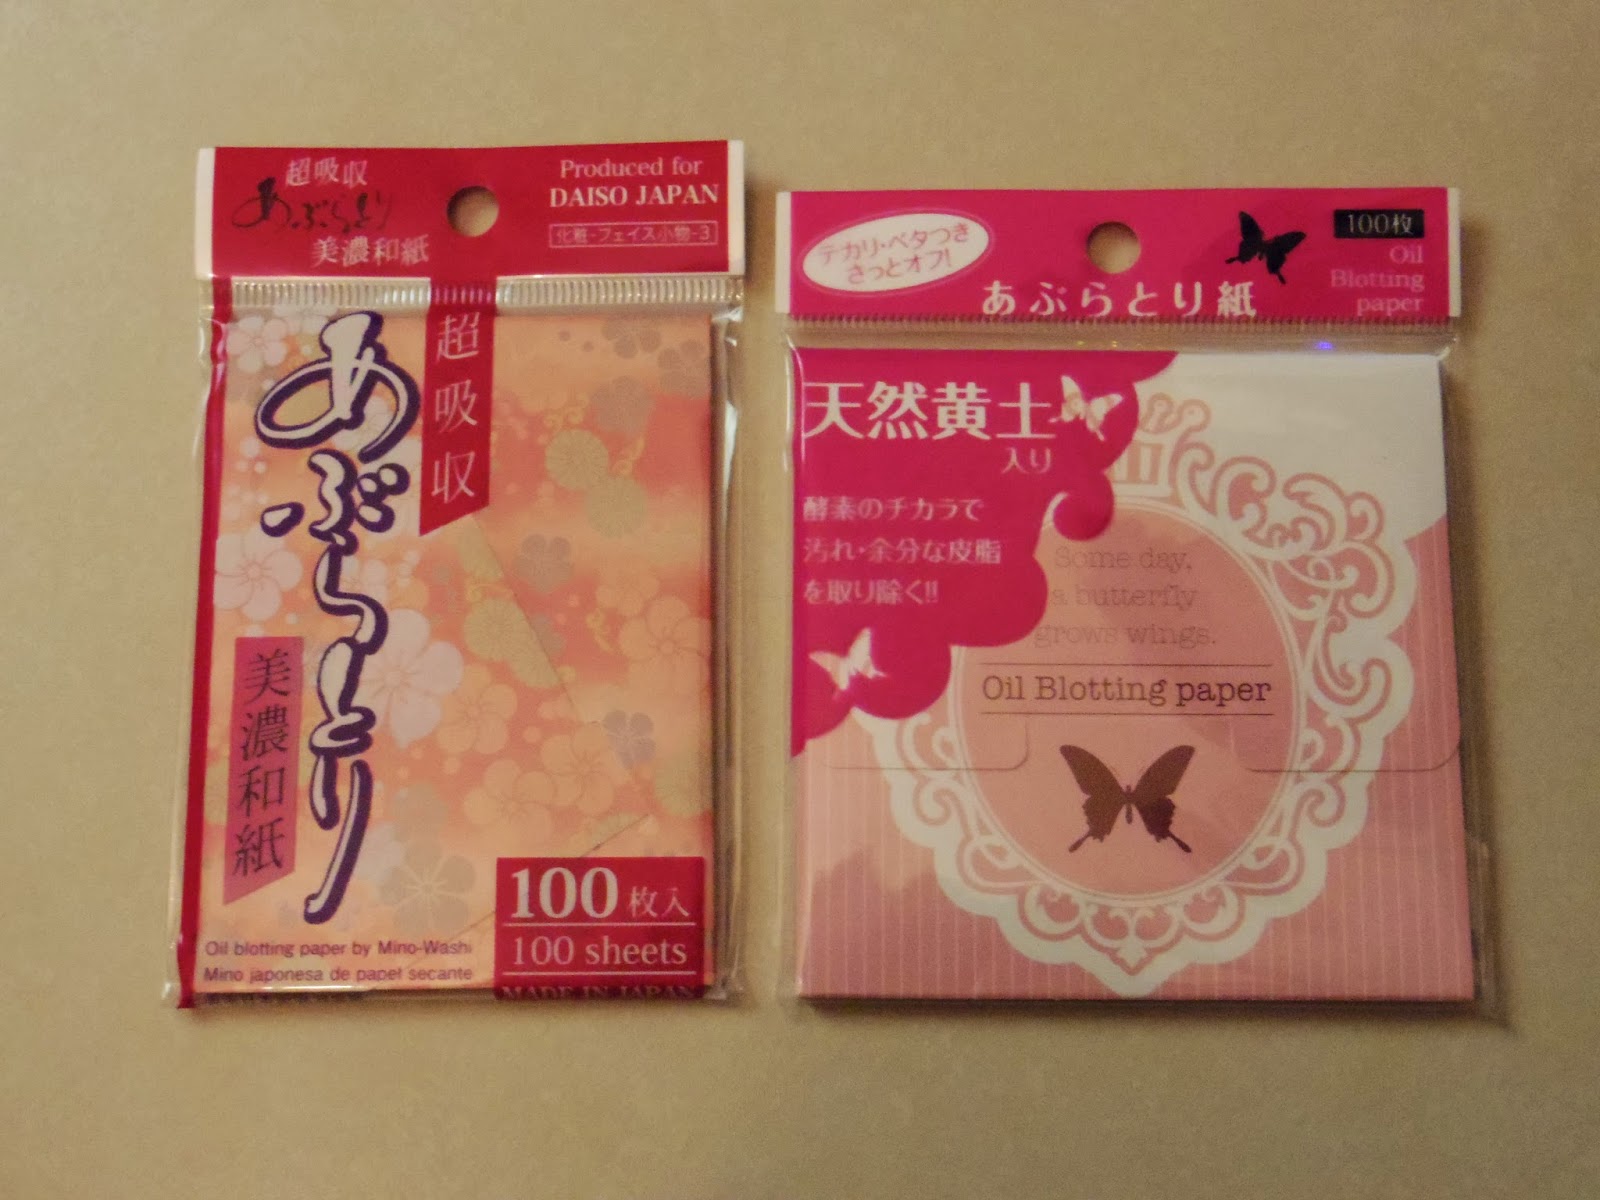 超吸収
あぶらとり
美濃和紙
Produced for
DAISO JAPAN
化粧-フェイス小物-3
超吸収
あぶらとり
美濃和紙
100枚入
100 sheets
MADE IN JAPAN
Oil blotting paper by Mino-Washi
Mino japonesa de papel secante
テカリ・ベタつき
さっとオフ!
あぶらとり紙
100枚
Oil
Blotting
paper
天然黄土
入り
酵素のチカラで
汚れ・余分な皮脂
を取り除く!!
Some day,
a butterfly
grows wings.
Oil Blotting paper